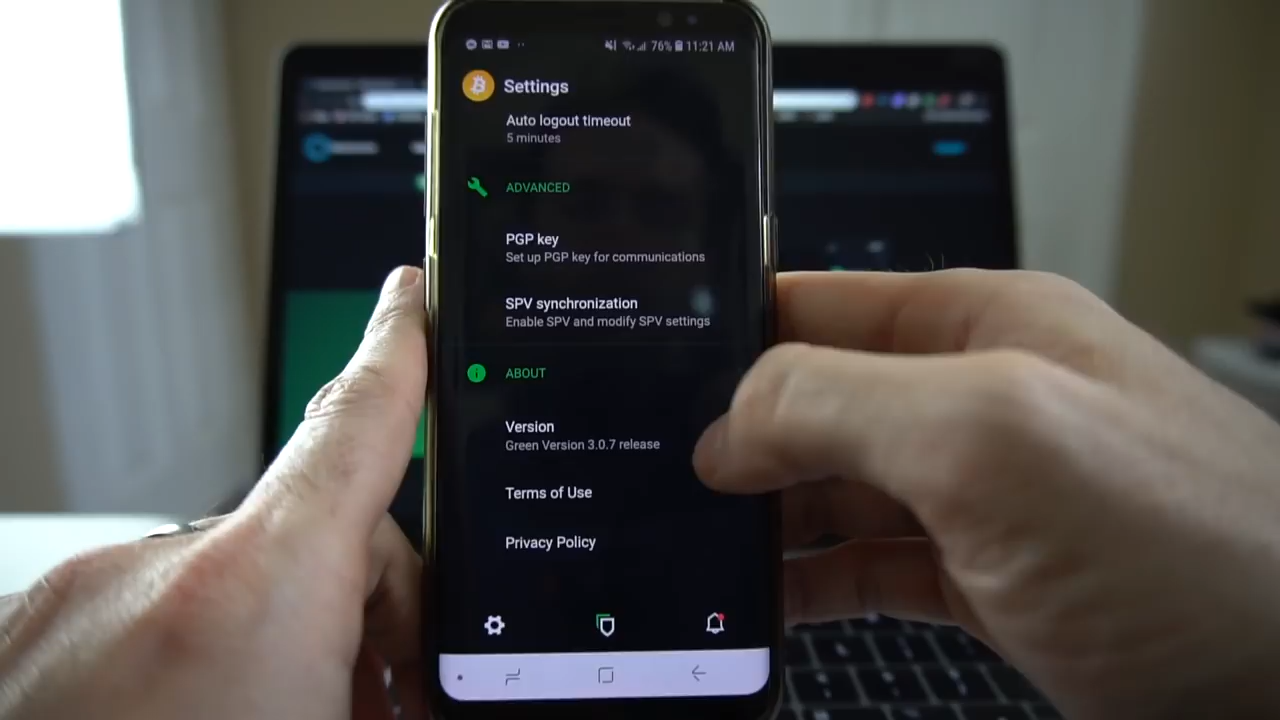 76% 11:21 AM
Settings
Auto logout timeout
5 minutes
ADVANCED
PGP key
Set up PGP key for communications
SPV synchronization
Enable SPV and modify SPV settings
ABOUT
Version
Green Version 3.0.7 release
Terms of Use
Privacy Policy